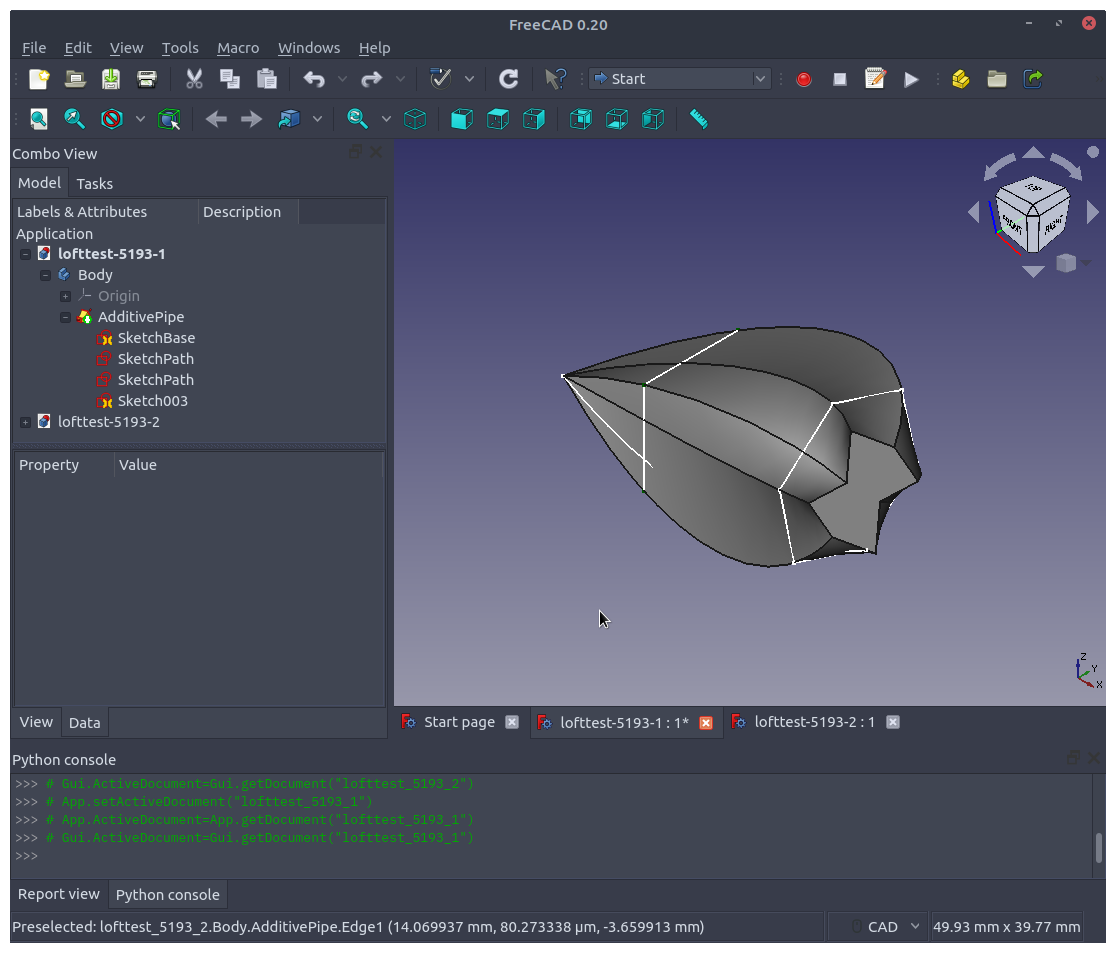 FreeCAD 0.20
File Edit View Tools Macro Windows Help
Start
Combo View
Model Tasks
Labels & Attributes Description
Application
lofttest-5193-1
Body
Origin
AdditivePipe
SketchBase
SketchPath
SketchPath
Sketch003
lofttest-5193-2
Property Value
View Data
FRONT
RIGHT
Z
Y
X
Start page lofttest-5193-1 : 1* lofttest-5193-2 : 1
Python console
>>> # Gui.ActiveDocument=Gui.getDocument("lofttest_5193_2")
>>> # App.setActiveDocument("lofttest_5193_1")
>>> # App.ActiveDocument=App.getDocument("lofttest_5193_1")
>>> # Gui.ActiveDocument=Gui.getDocument("lofttest_5193_1")
>>>
Report view Python console
Preselected: lofttest_5193_2.Body.AdditivePipe.Edge1 (14.069937 mm, 80.273338 µm, -3.659913 mm) CAD 49.93 mm x 39.77 mm